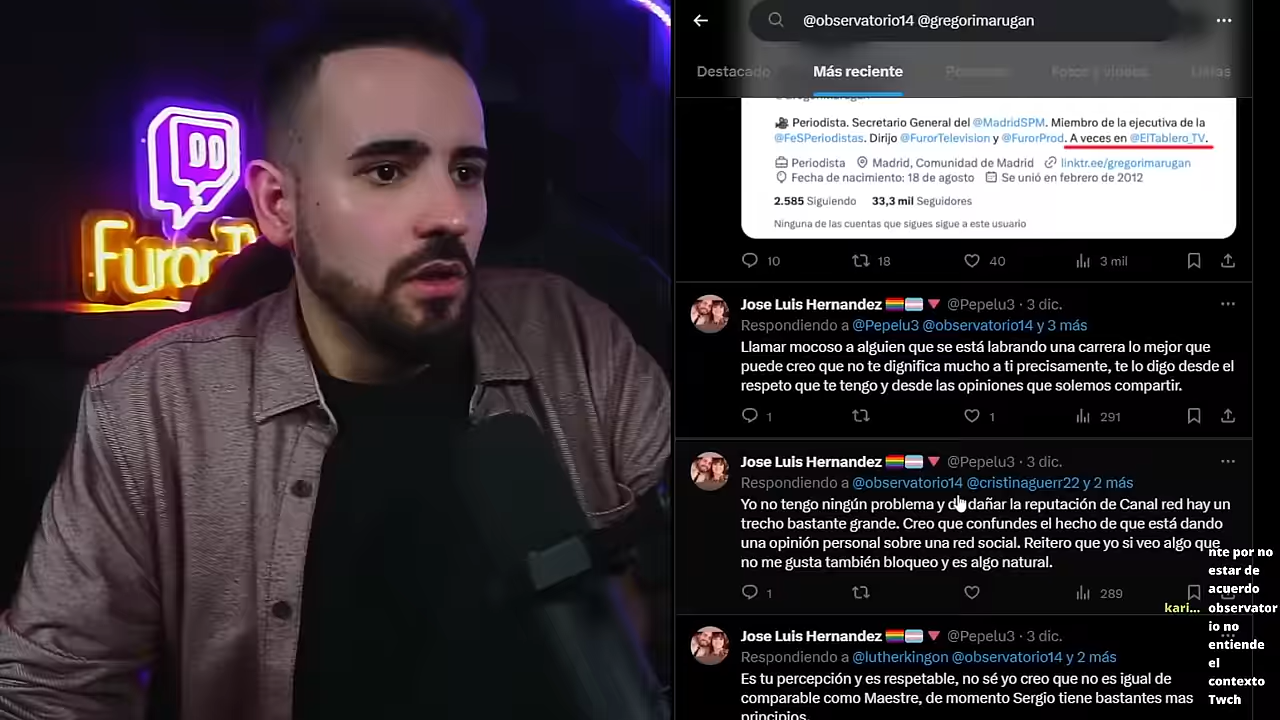 @observatorio14 @gregorimarugan
Destacado
Más reciente
Personas
Fotos y vídeos
Listas
Periodista. Secretario General del @MadridSPM. Miembro de la ejecutiva de la
@FeSPeriodistas. Dirijo @FurorTelevision y @FurorProd. A veces en @ElTablero_TV.
Periodista Madrid, Comunidad de Madrid linktr.ee/gregorimarugan
Fecha de nacimiento: 18 de agosto Se unió en febrero de 2012
2.585 Siguiendo 33,3 mil Seguidores
Ninguna de las cuentas que sigues sigue a este usuario
10 18 40 3 mil
Jose Luis Hernandez @Pepelu3 · 3 dic.
Respondiendo a @Pepelu3 @observatorio14 y 3 más
Llamar mocoso a alguien que se está labrando una carrera lo mejor que
puede creo que no te dignifica mucho a ti precisamente, te lo digo desde el
respeto que te tengo y desde las opiniones que solemos compartir.
1 1 291
Jose Luis Hernandez @Pepelu3 · 3 dic.
Respondiendo a @observatorio14 @cristinaguerr22 y 2 más
Yo no tengo ningún problema y de dañar la reputación de Canal red hay un
trecho bastante grande. Creo que confundes el hecho de que está dando
una opinión personal sobre una red social. Reitero que yo si veo algo que
no me gusta también bloqueo y es algo natural.
1 289
Jose Luis Hernandez @Pepelu3 · 3 dic.
Respondiendo a @lutherkingon @observatorio14 y 2 más
Es tu percepción y es respetable, no sé yo creo que no es igual de
comparable como Maestre, de momento Sergio tiene bastantes mas
principios.
nte por no
estar de
acuerdo
kari... observator
io no
entiende
el
contexto
Twch
FurorT